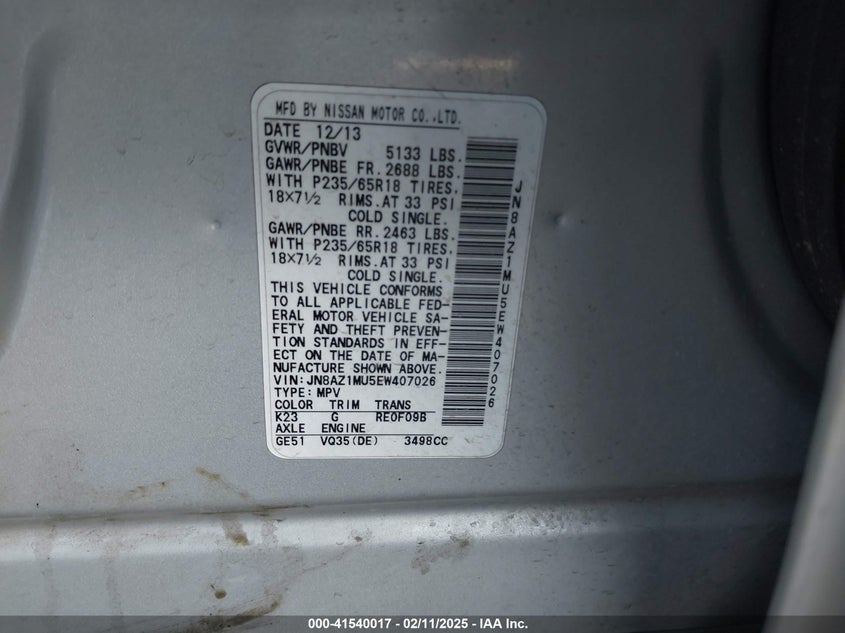 MFD BY NISSAN MOTOR CO.,LTD.
DATE 12/13
GVWR/PNBV 5133 LBS.
GAWR/PNBE FR. 2688 LBS.
WITH P235/65R18 TIRES,
18×7½ RIMS.AT 33 PSI
COLD SINGLE.
GAWR/PNBE RR. 2463 LBS.
WITH P235/65R18 TIRES,
18×7½ RIMS.AT 33 PSI
COLD SINGLE.
THIS VEHICLE CONFORMS
TO ALL APPLICABLE FED-
ERAL MOTOR VEHICLE SA-
FETY AND THEFT PREVEN-
TION STANDARDS IN EFF-
ECT ON THE DATE OF MA-
NUFACTURE SHOWN ABOVE.
VIN: JN8AZ1MU5EW407026
TYPE: MPV
COLOR TRIM TRANS
K23 G RE0F09B
AXLE ENGINE
GE51 VQ35(DE) 3498CC
JN8AZ1MU5EW407026
000-41540017 - 02/11/2025 - IAA Inc.